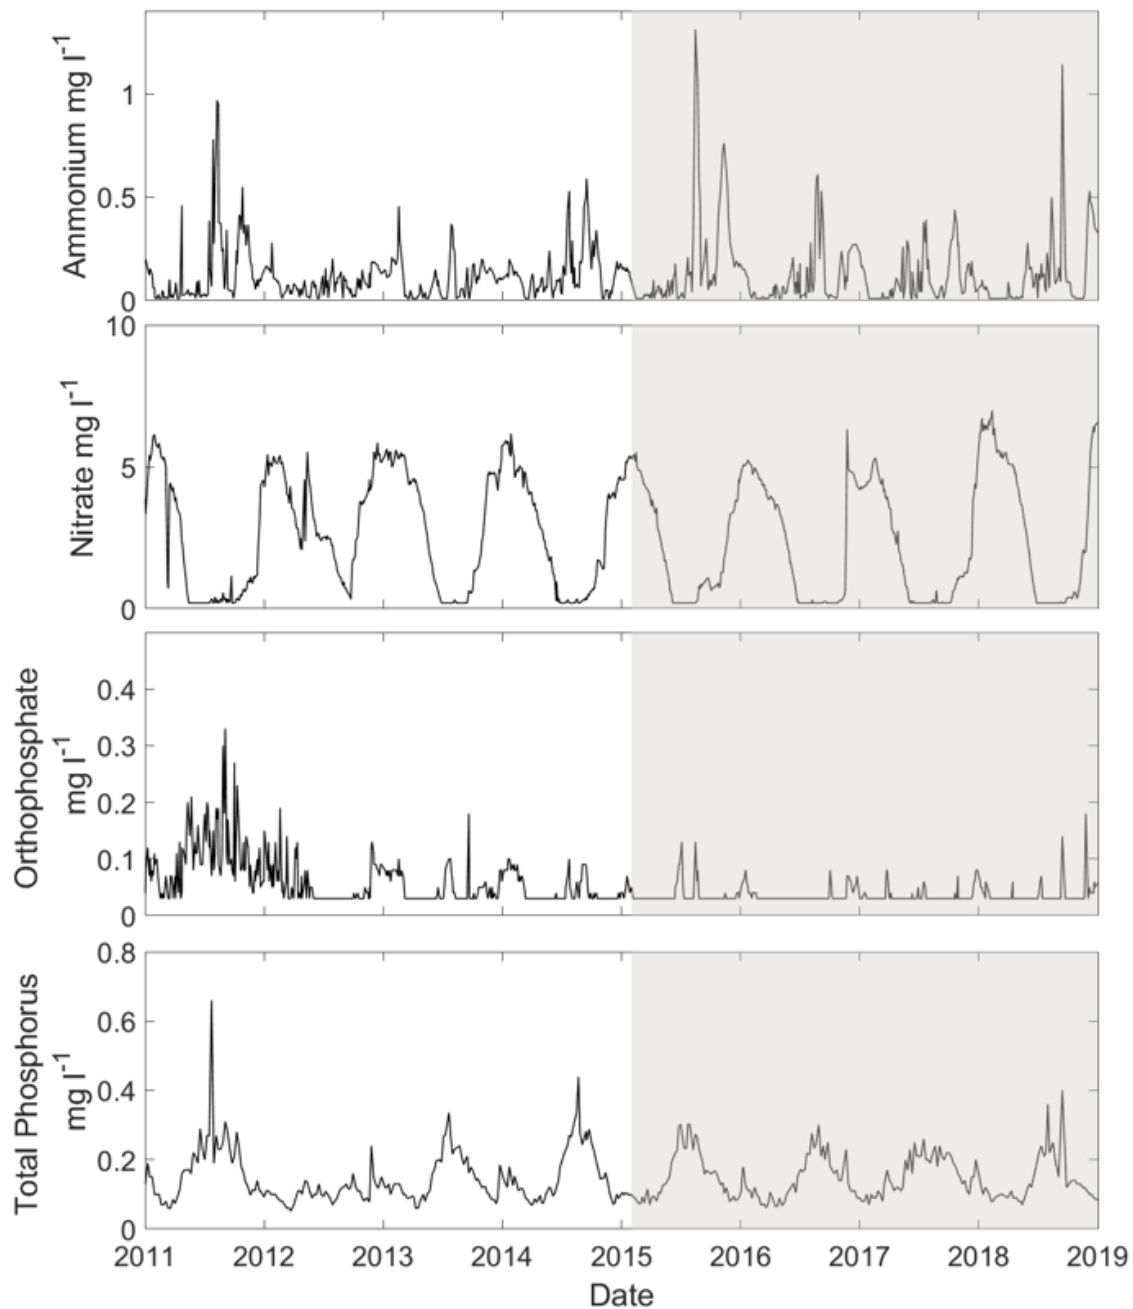 Ammonium mg l⁻¹
1
0.5
0
Nitrate mg l⁻¹
10
5
0
Orthophosphate
mg l⁻¹
0.4
0.3
0.2
0.1
0
Total Phosphorus
mg l⁻¹
0.8
0.6
0.4
0.2
0
2011 2012 2013 2014 2015 2016 2017 2018 2019
Date